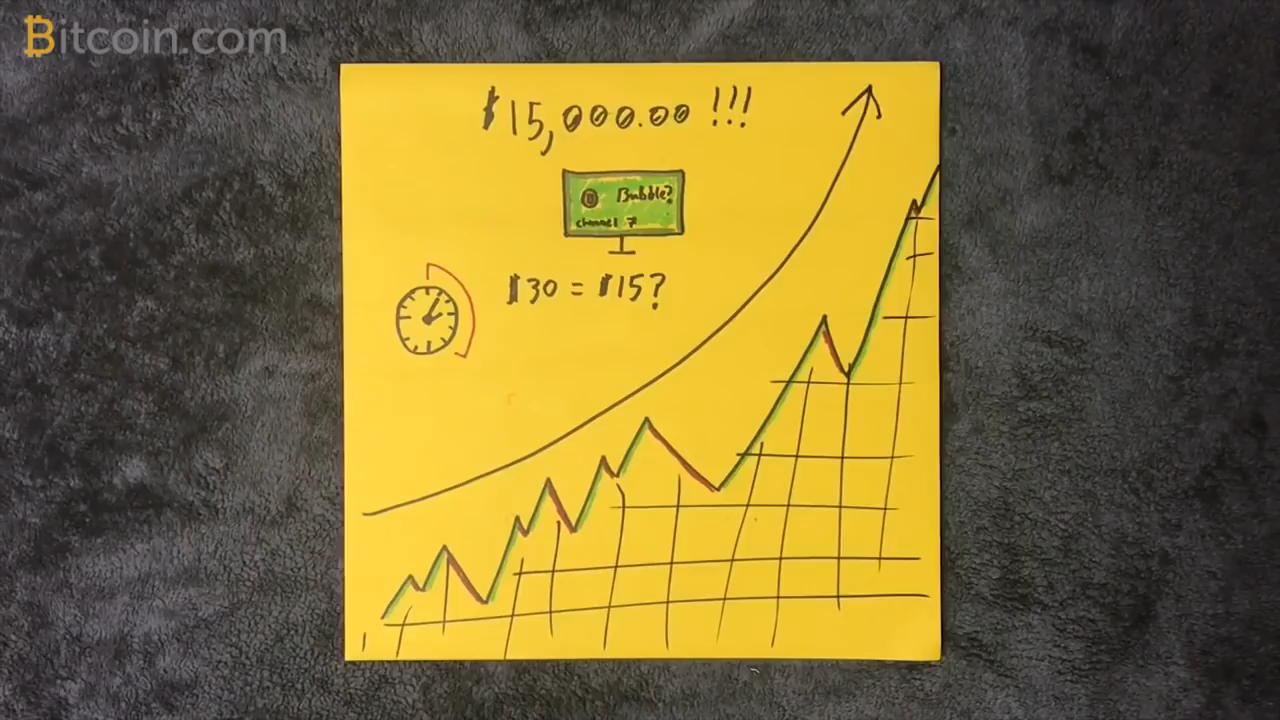 Bitcoin.com
$15,000.00 !!!
Bubble?
channel 7
$30 = $15?